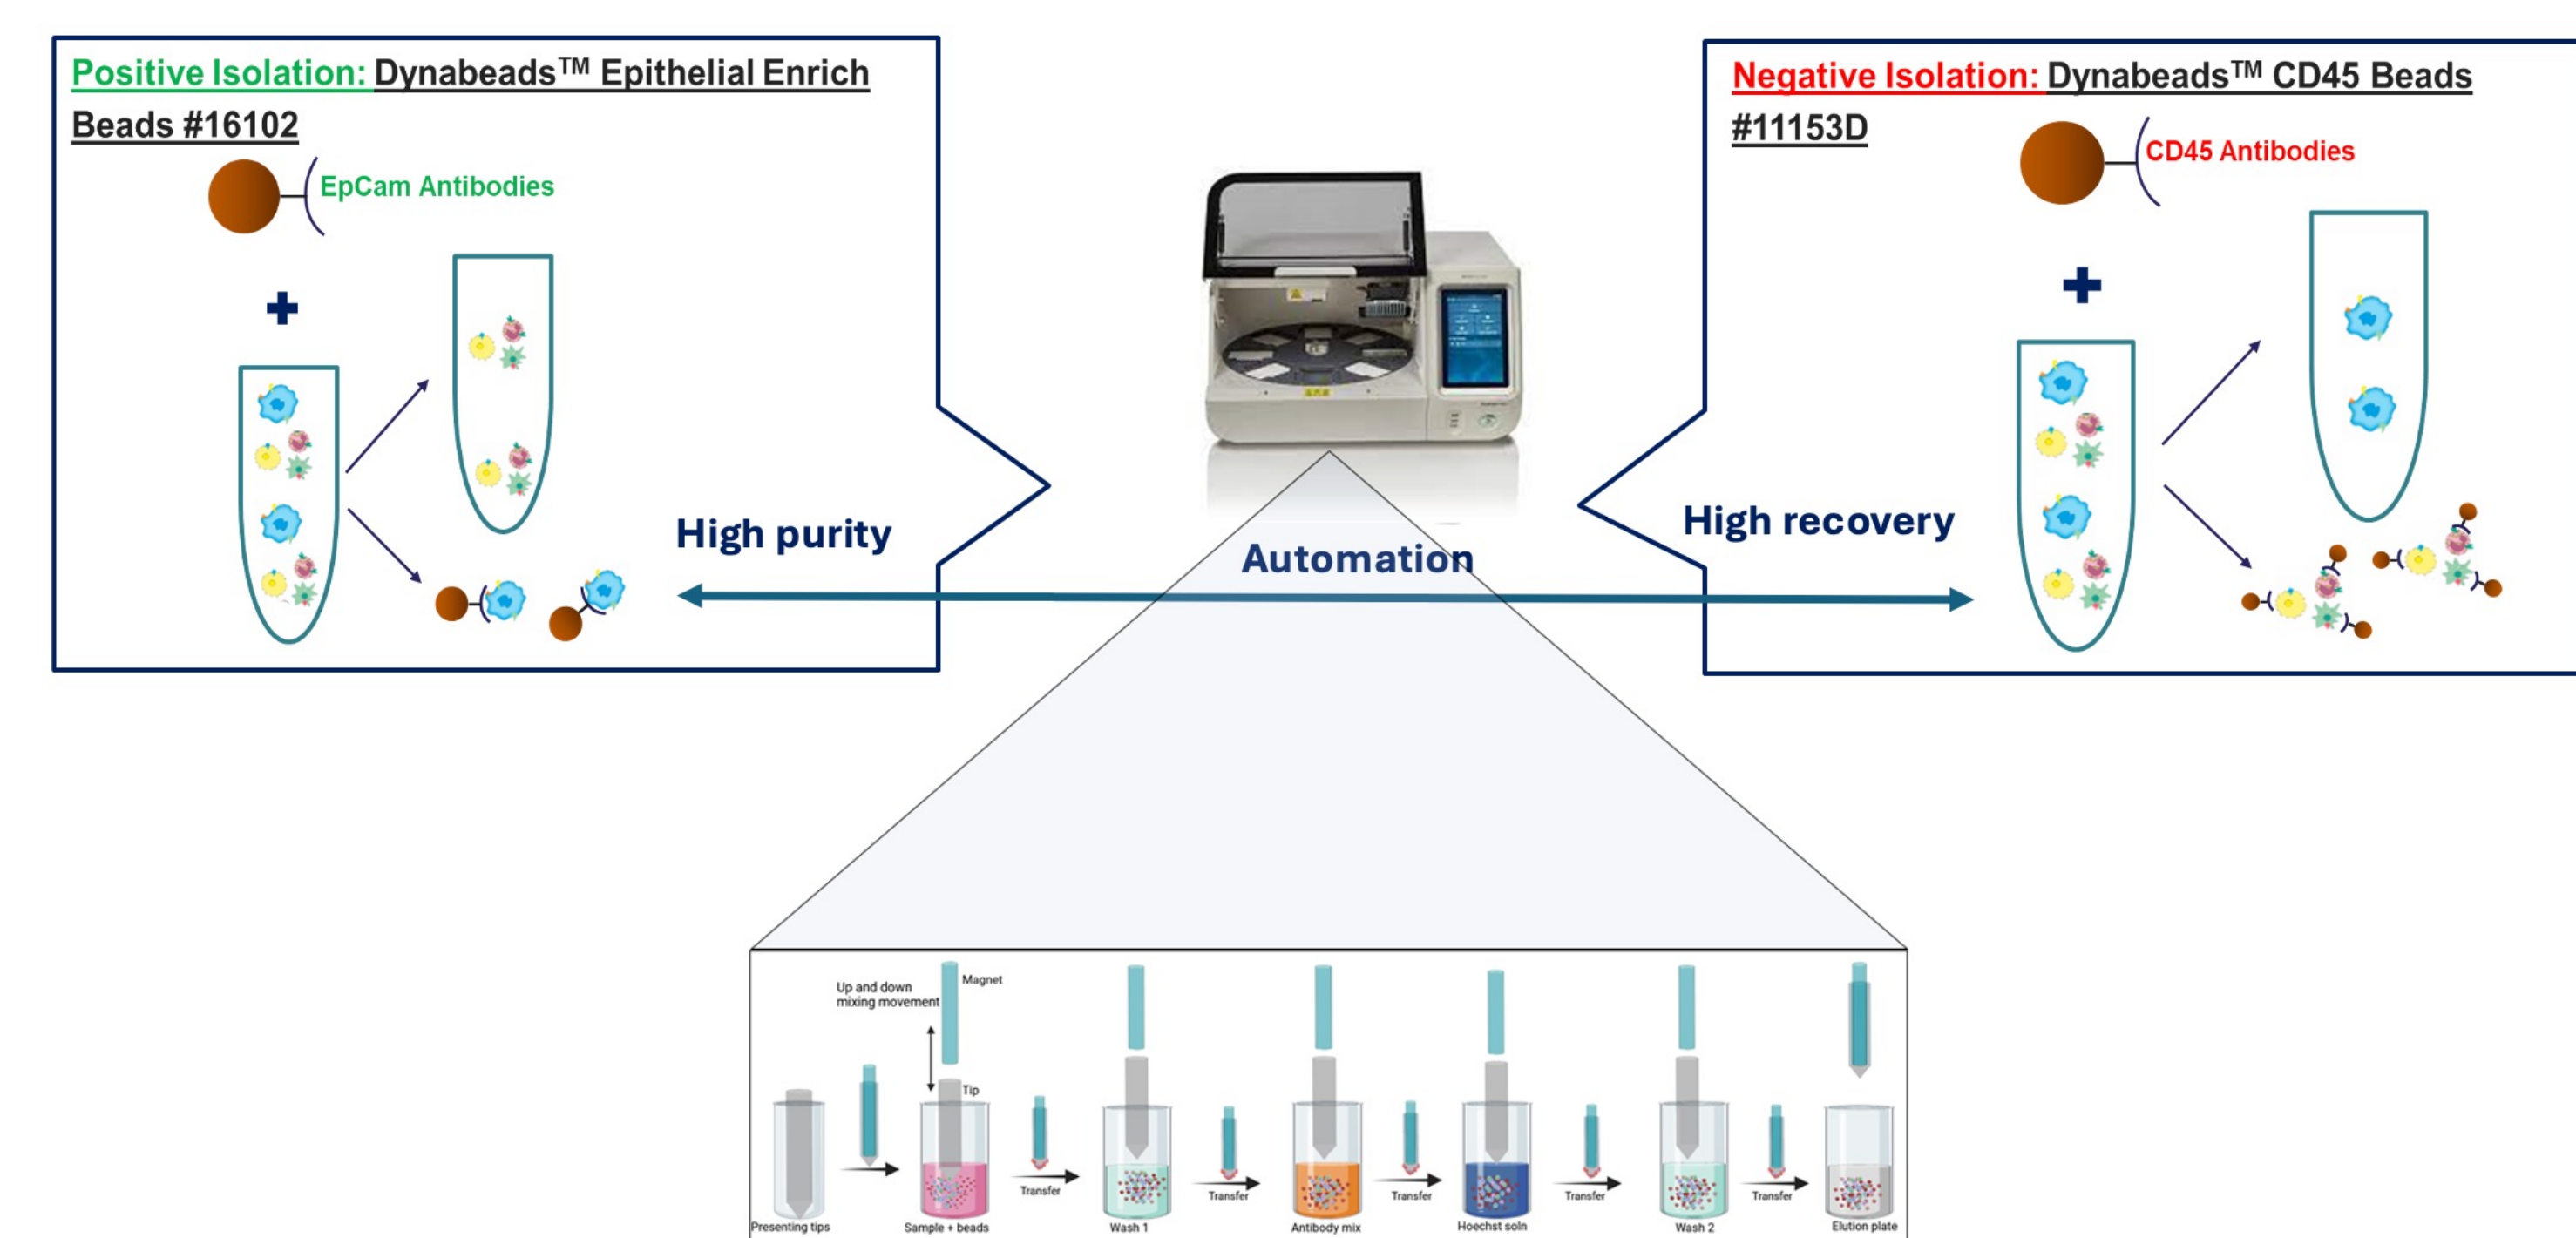 Positive Isolation: Dynabeads™ Epithelial Enrich
Beads #16102
EpCam Antibodies
High purity
Automation
Negative Isolation: Dynabeads™ CD45 Beads
#11153D
CD45 Antibodies
High recovery
Up and down
mixing movement
Magnet
Tip
Transfer
Transfer
Transfer
Transfer
Transfer
Presenting tips
Sample + beads
Wash 1
Antibody mix
Hoechst soln
Wash 2
Elution plate